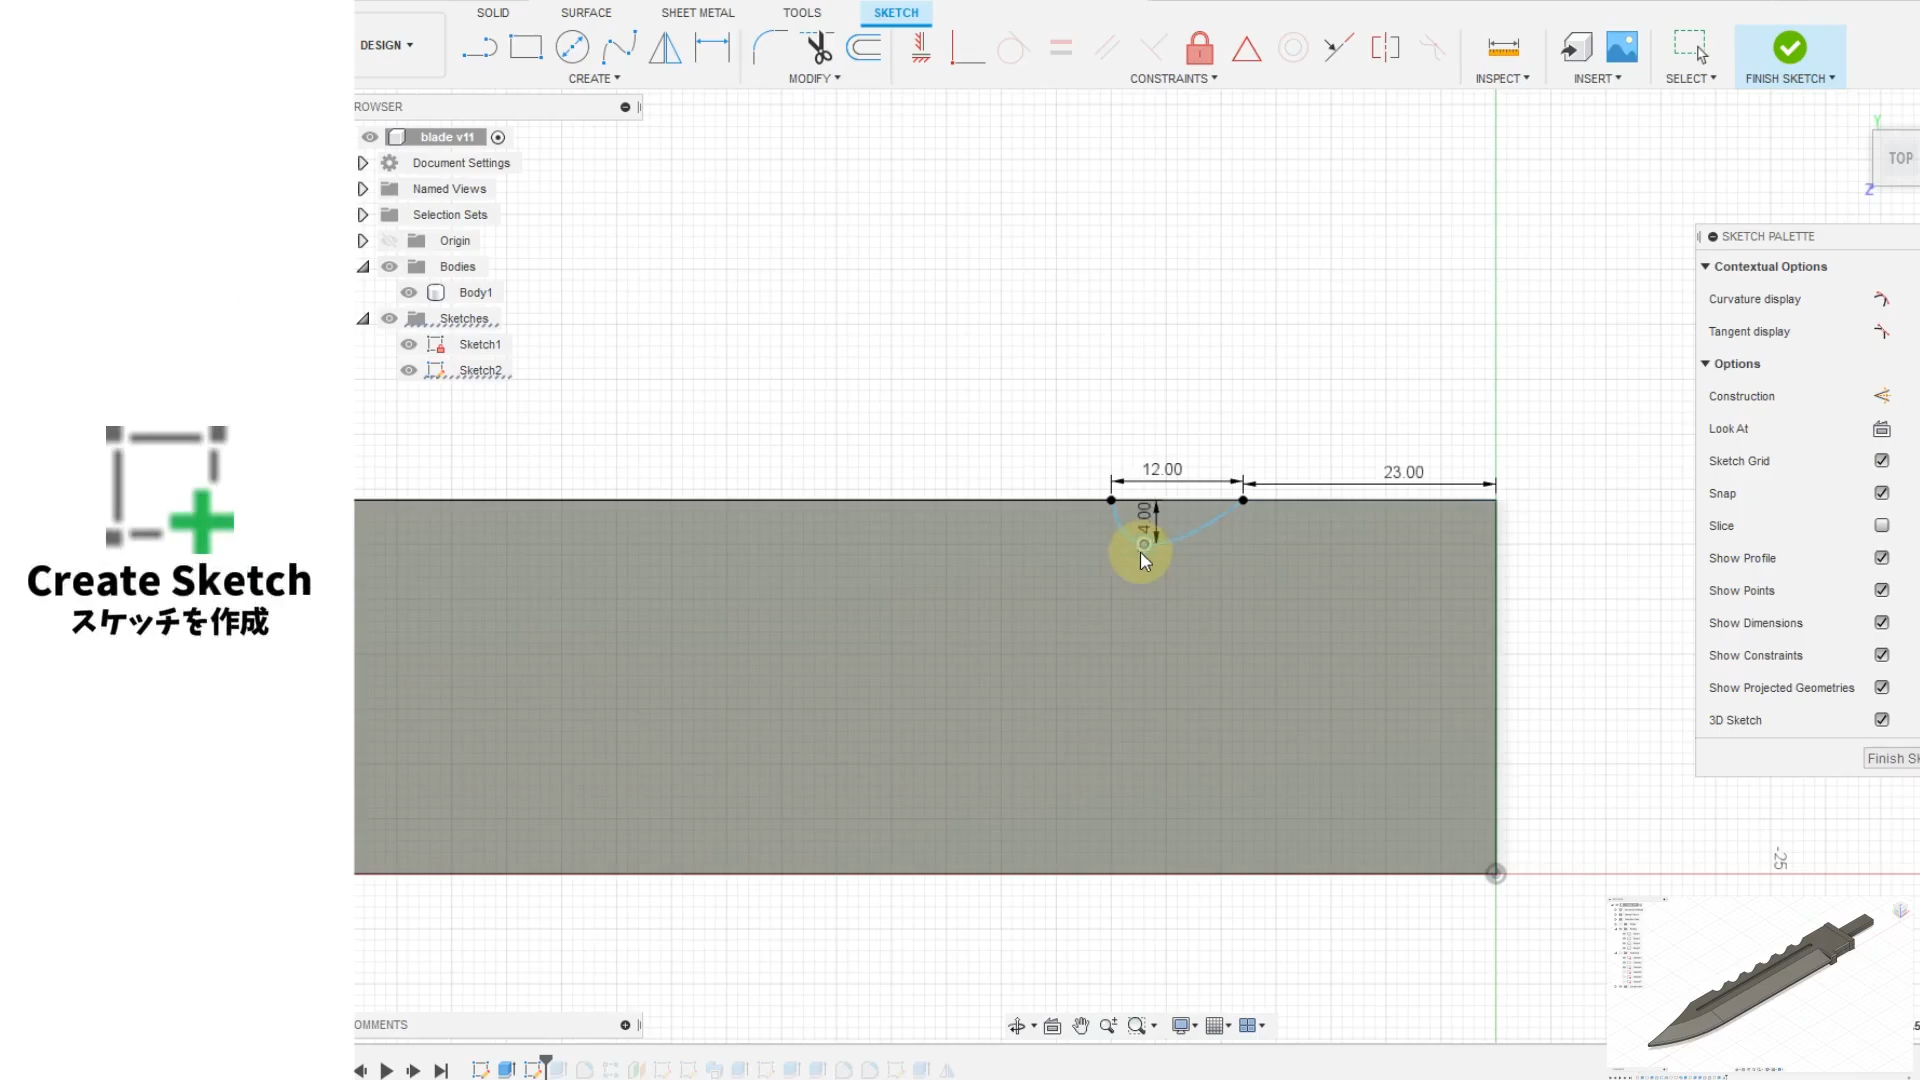 SOLID
SURFACE
SHEET METAL
TOOLS
SKETCH
DESIGN
CREATE
MODIFY
CONSTRAINTS
INSPECT
INSERT
SELECT
FINISH SKETCH
ROWSER
blade v11
Document Settings
Named Views
Selection Sets
Origin
Bodies
Body1
Sketches
Sketch1
Sketch2
Y
TOP
Z
SKETCH PALETTE
Contextual Options
Curvature display
Tangent display
Options
Construction
Look At
Sketch Grid
Snap
Slice
Show Profile
Show Points
Show Dimensions
Show Constraints
Show Projected Geometries
3D Sketch
Finish Sk
12.00
23.00
4.00
Create Sketch
スケッチを作成
-25
OMMENTS